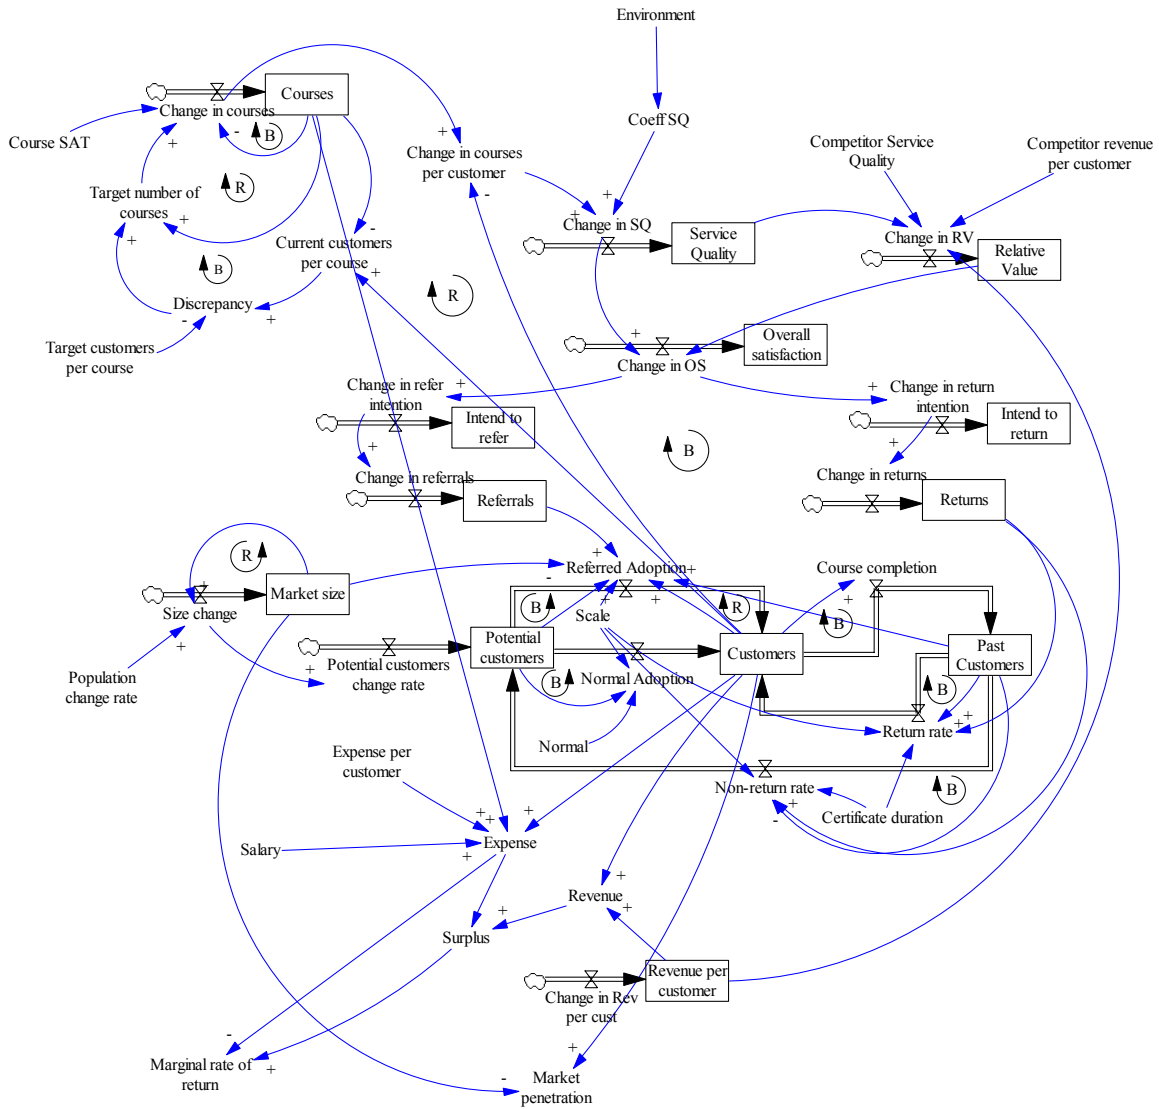 Environment
Courses
Change in courses
-
B
Course SAT
+
Coeff SQ
+
Change in courses
per customer
-
Competitor Service
Quality
Competitor revenue
per customer
R
Target number of
courses
+
+
+
+
Change in SQ
Service
Quality
Change in RV
Relative
Value
-
Current customers
per course
+
B
R
Discrepancy
-
+
Target customers
per course
+
Change in OS
Overall
satisfaction
Change in refer
intention
+
+
Intend to
refer
+
Change in return
intention
+
Intend to
return
B
Change in referrals
Referrals
Change in returns
Returns
R
+
Size change
+
Market size
+
Referred Adoption
+
-
+
+
B
R
Scale
Course completion
+
B
Potential
customers
Customers
Past
Customers
+
Potential customers
change rate
Population
change rate
B
Normal Adoption
B
Normal
Return rate
+
+
Expense per
customer
Non-return rate
+
-
B
Certificate duration
+
+
+
Salary
+
Expense
Revenue
+
+
+
Surplus
Change in Rev
per cust
Revenue per
customer
-
Marginal rate of
return
+
+
-
Market
penetration